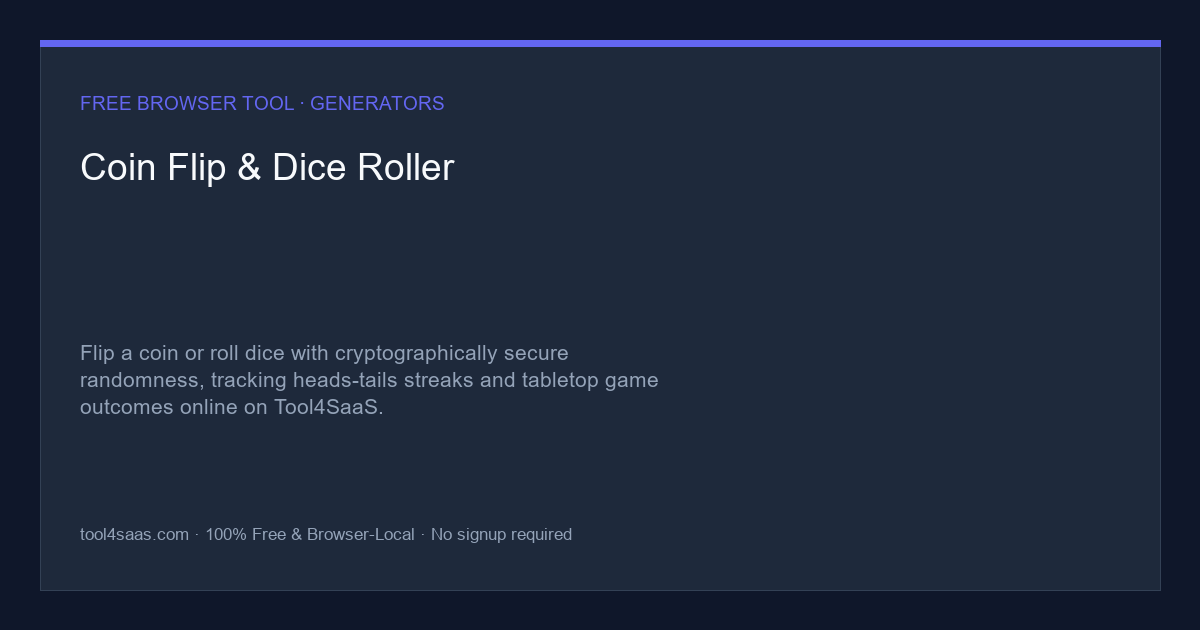 FREE BROWSER TOOL · GENERATORS
Coin Flip & Dice Roller
Flip a coin or roll dice with cryptographically secure
randomness, tracking heads-tails streaks and tabletop game
outcomes online on Tool4SaaS.
tool4saas.com · 100% Free & Browser-Local · No signup required